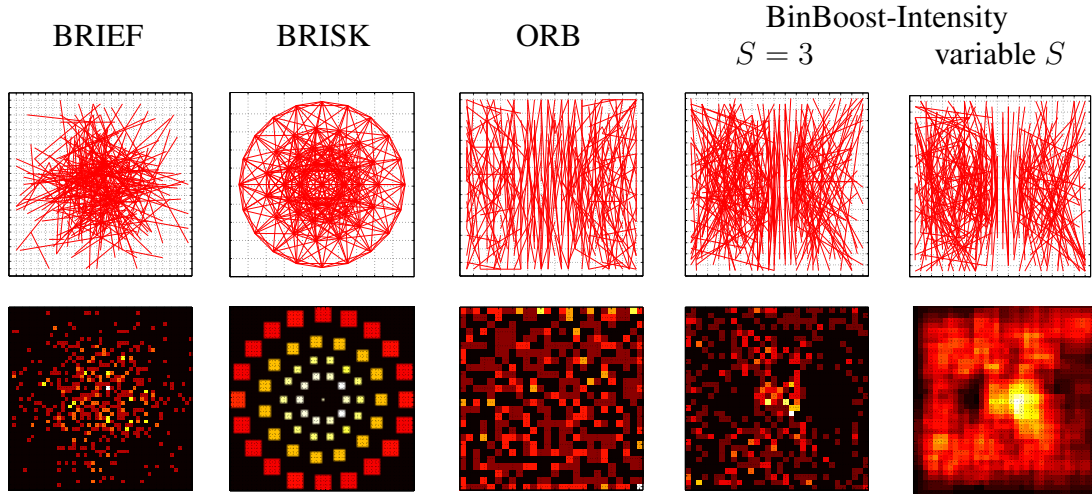 BRIEF BRISK ORB BinBoost-Intensity
S = 3 variable S